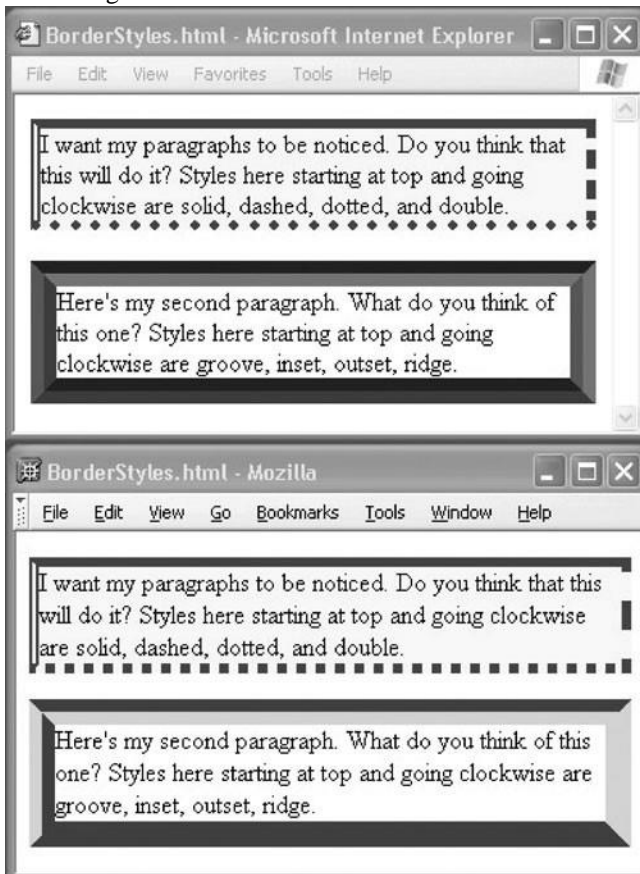 BorderStyles.html - Microsoft Internet Explorer
File Edit View Favorites Tools Help
I want my paragraphs to be noticed. Do you think that
this will do it? Styles here starting at top and going
clockwise are solid, dashed, dotted, and double.
Here's my second paragraph. What do you think of
this one? Styles here starting at top and going
clockwise are groove, inset, outset, ridge.
BorderStyles.html - Mozilla
File Edit View Go Bookmarks Tools Window Help
I want my paragraphs to be noticed. Do you think that this
will do it? Styles here starting at top and going clockwise
are solid, dashed, dotted, and double.
Here's my second paragraph. What do you think of this
one? Styles here starting at top and going clockwise are
groove, inset, outset, ridge.